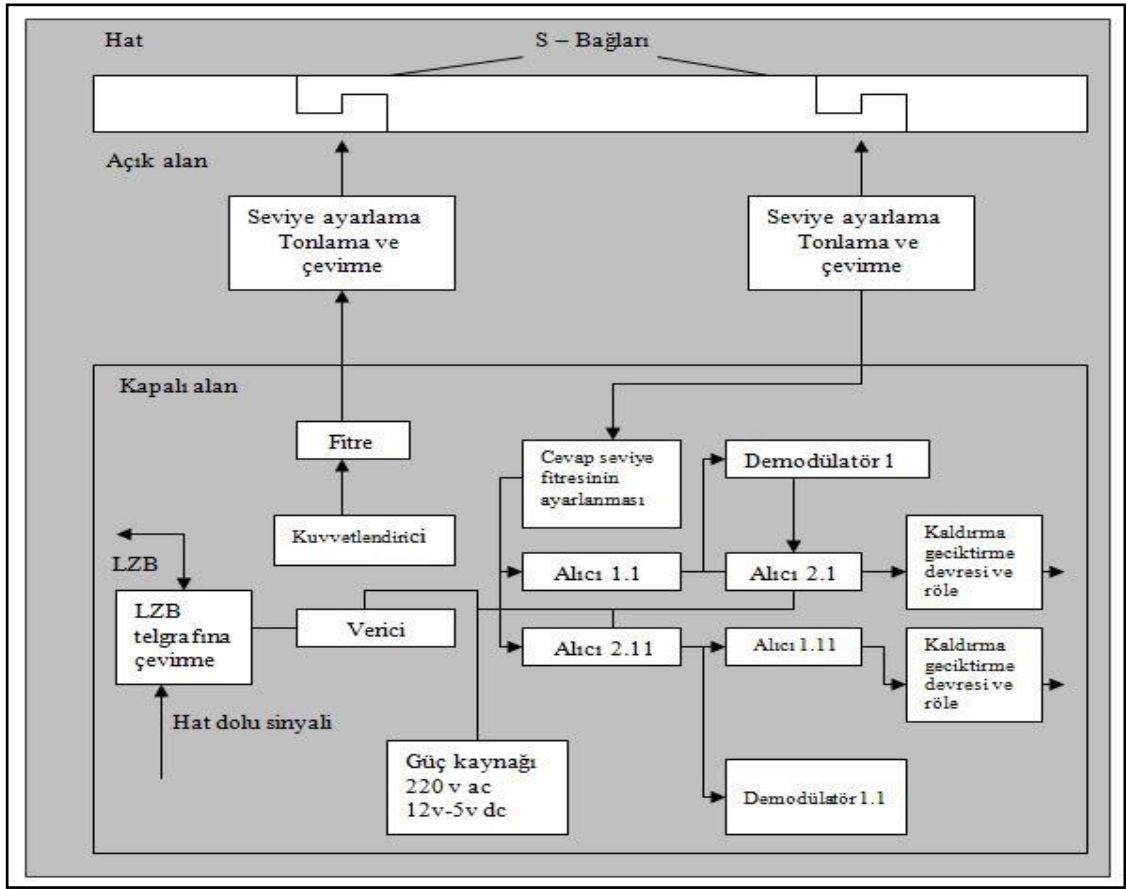 Hat
S – Bağları
Açık alan
Seviye ayarlama
Tonlama ve
çevirme
Seviye ayarlama
Tonlama ve
çevirme
Kapalı alan
Fitre
Kuvvetlendirici
Cevap seviye
fitresinin
ayarlanması
Demodülatör 1
LZB
Alıcı 1.1
Alıcı 2.1
Kaldırma
geciktirme
devresi ve
röle
LZB
telgrafına
çevirme
Verici
Alıcı 2.11
Alıcı 1.11
Kaldırma
geciktirme
devresi ve
röle
Hat dolu sinyali
Güç kaynağı
220 v ac
12v-5v dc
Demodülatör 1.1